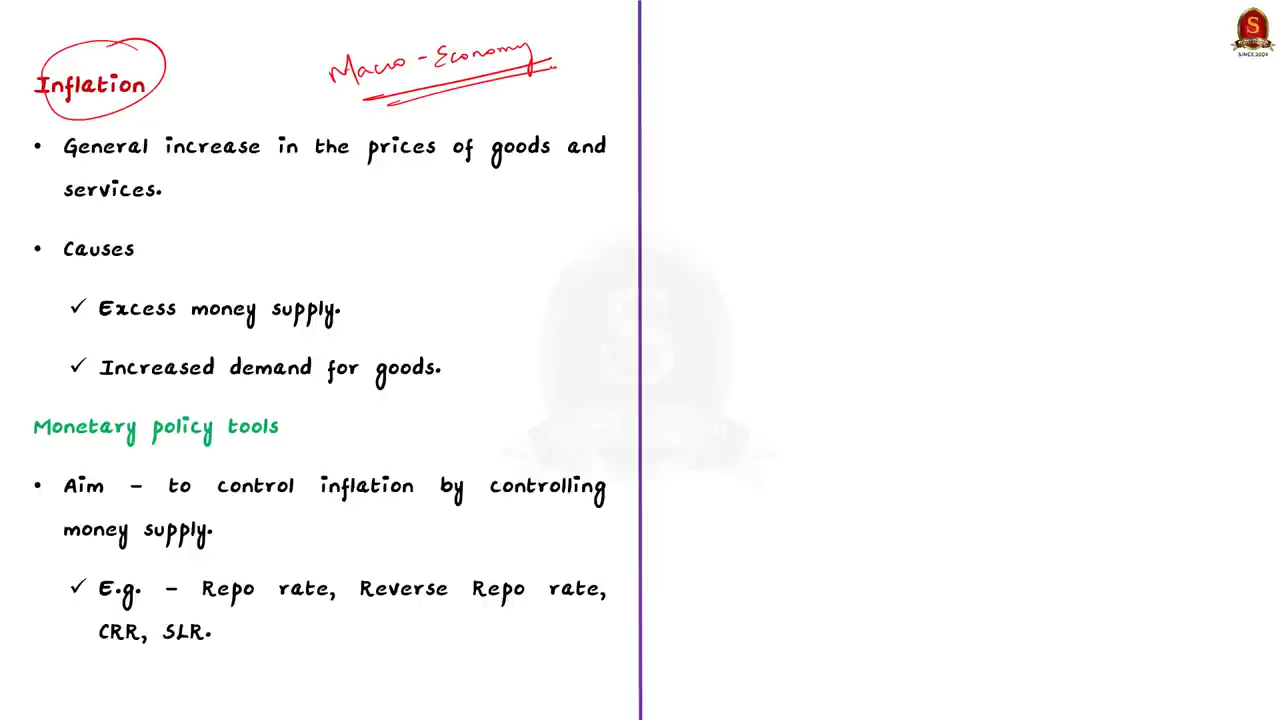 Inflation
Macro-Economy
• General increase in the prices of goods and
services.
• Causes
✓ Excess money supply.
✓ Increased demand for goods.
Monetary policy tools
• Aim – to control inflation by controlling
money supply.
✓ E.g. – Repo rate, Reverse Repo rate,
CRR, SLR.
S
SINCE 2004
S